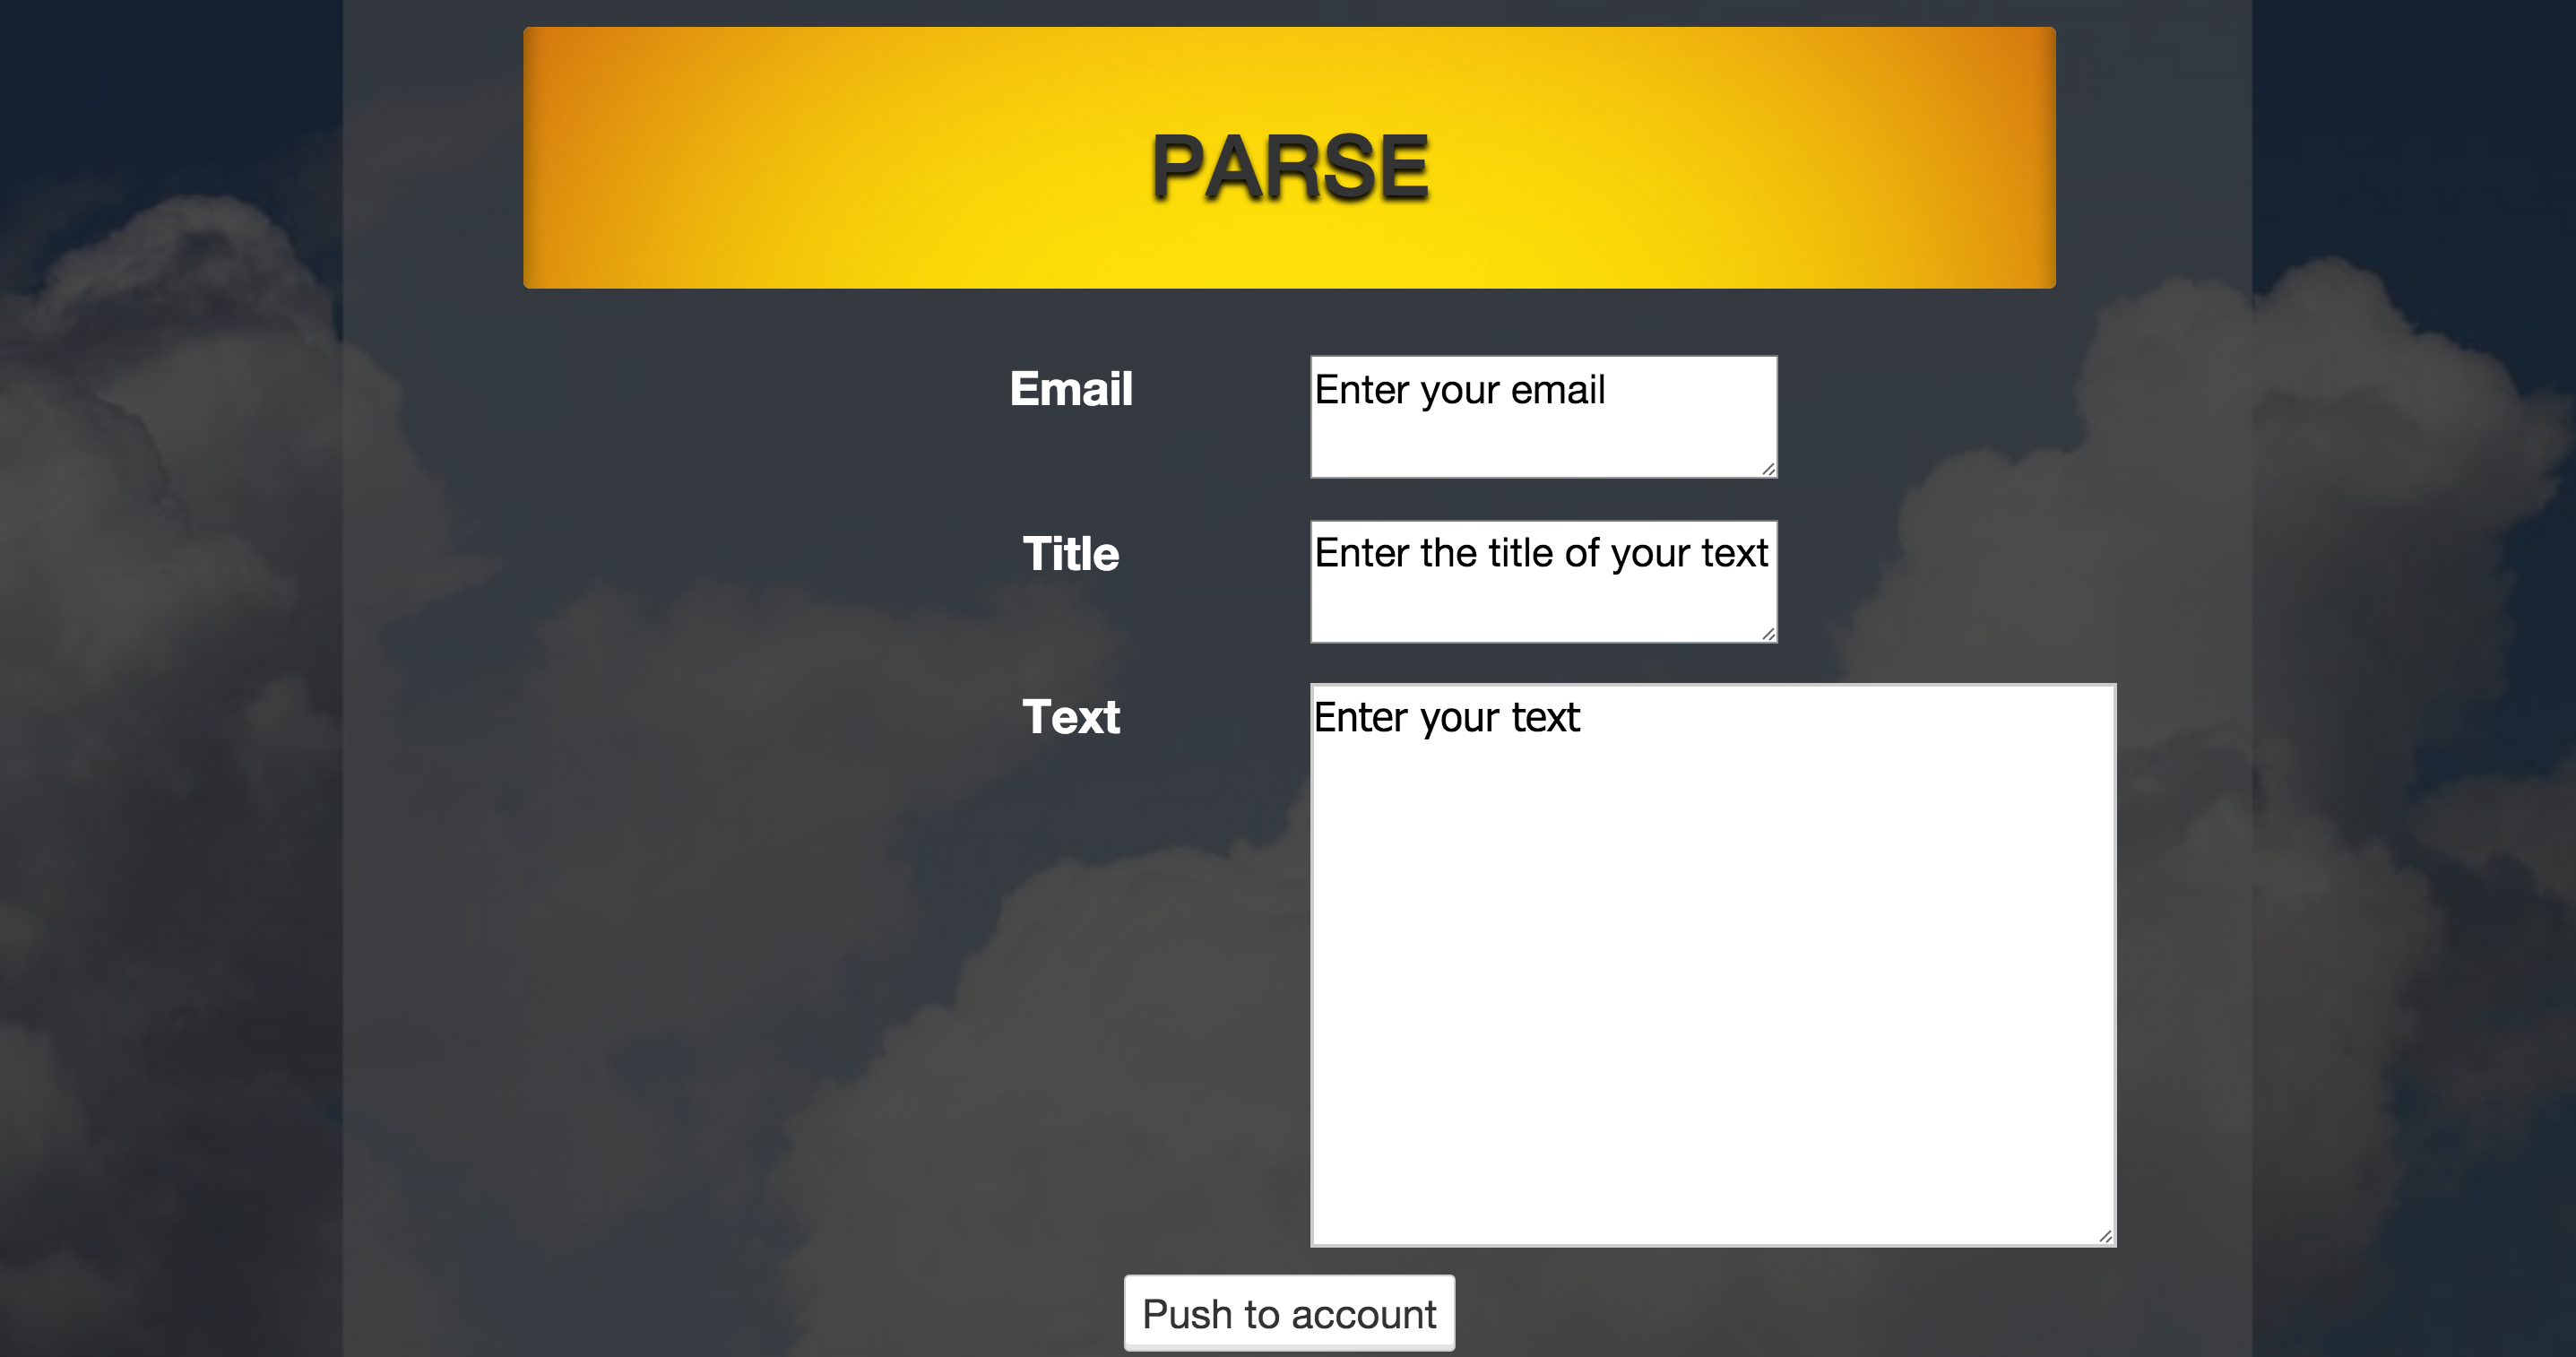 PARSE
Email
Enter your email
Title
Enter the title of your text
Text
Enter your text
Push to account